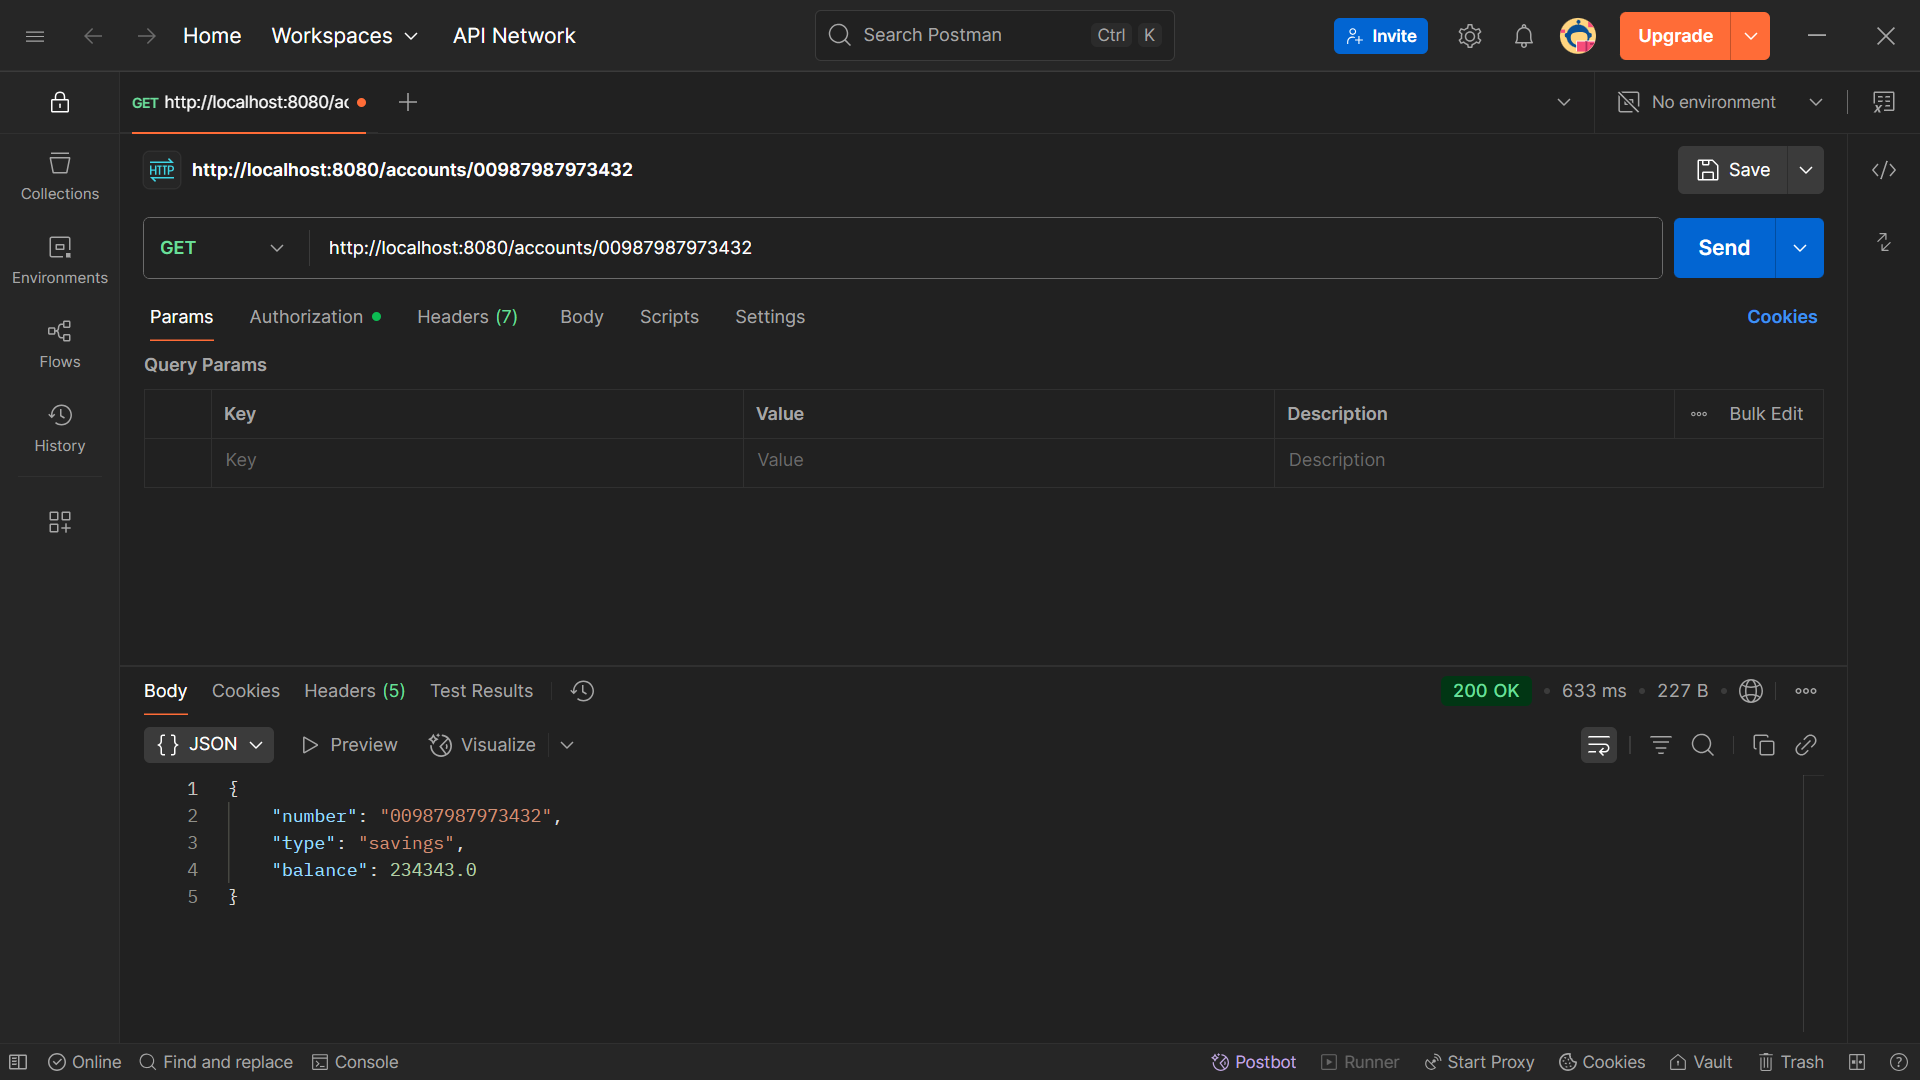 Home Workspaces API Network Search Postman Ctrl K Invite Upgrade
GET http://localhost:8080/ac No environment
HTTP http://localhost:8080/accounts/00987987973432 Save
GET http://localhost:8080/accounts/00987987973432 Send
Collections
Environments
Flows
History
Params Authorization Headers (7) Body Scripts Settings Cookies
Query Params
Key Value Description Bulk Edit
Key Value Description
Body Cookies Headers (5) Test Results 200 OK 633 ms 227 B
{} JSON Preview Visualize
1 {
2 "number": "00987987973432",
3 "type": "savings",
4 "balance": 234343.0
5 }
Online Find and replace Console Postbot Runner Start Proxy Cookies Vault Trash